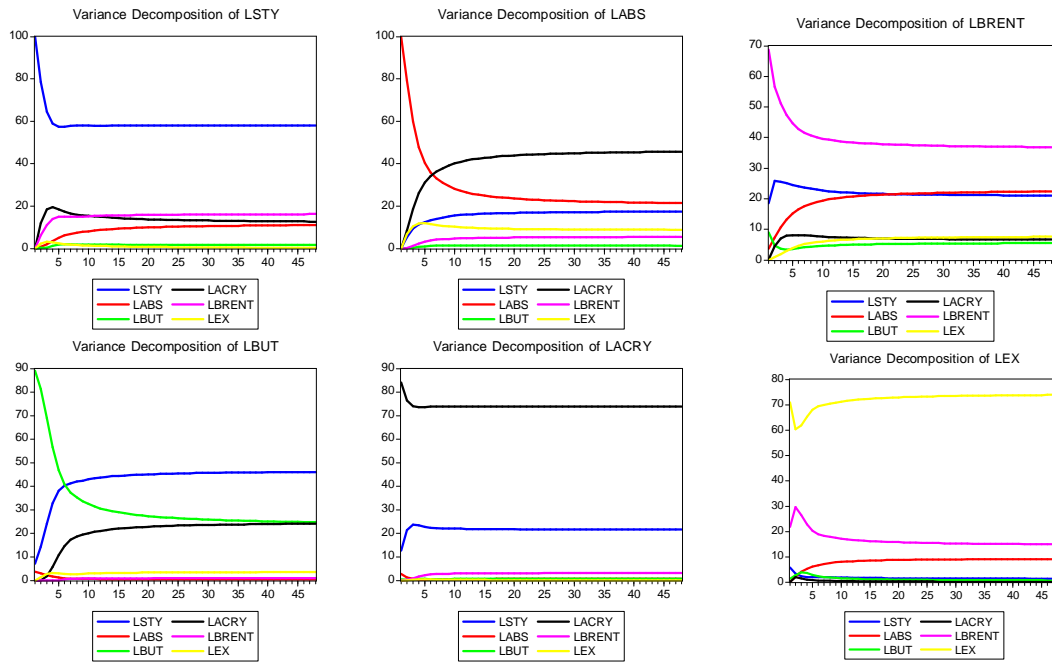 Variance Decomposition of LSTY
100
80
60
40
20
0
5 10 15 20 25 30 35 40 45
LSTY LACRY
LABS LBRENT
LBUT LEX
Variance Decomposition of LABS
100
80
60
40
20
0
5 10 15 20 25 30 35 40 45
LSTY LACRY
LABS LBRENT
LBUT LEX
Variance Decomposition of LBRENT
70
60
50
40
30
20
10
0
5 10 15 20 25 30 35 40 45
LSTY LACRY
LABS LBRENT
LBUT LEX
Variance Decomposition of LBUT
90
80
70
60
50
40
30
20
10
0
5 10 15 20 25 30 35 40 45
LSTY LACRY
LABS LBRENT
LBUT LEX
Variance Decomposition of LACRY
90
80
70
60
50
40
30
20
10
0
5 10 15 20 25 30 35 40 45
LSTY LACRY
LABS LBRENT
LBUT LEX
Variance Decomposition of LEX
80
70
60
50
40
30
20
10
0
5 10 15 20 25 30 35 40 45
LSTY LACRY
LABS LBRENT
LBUT LEX